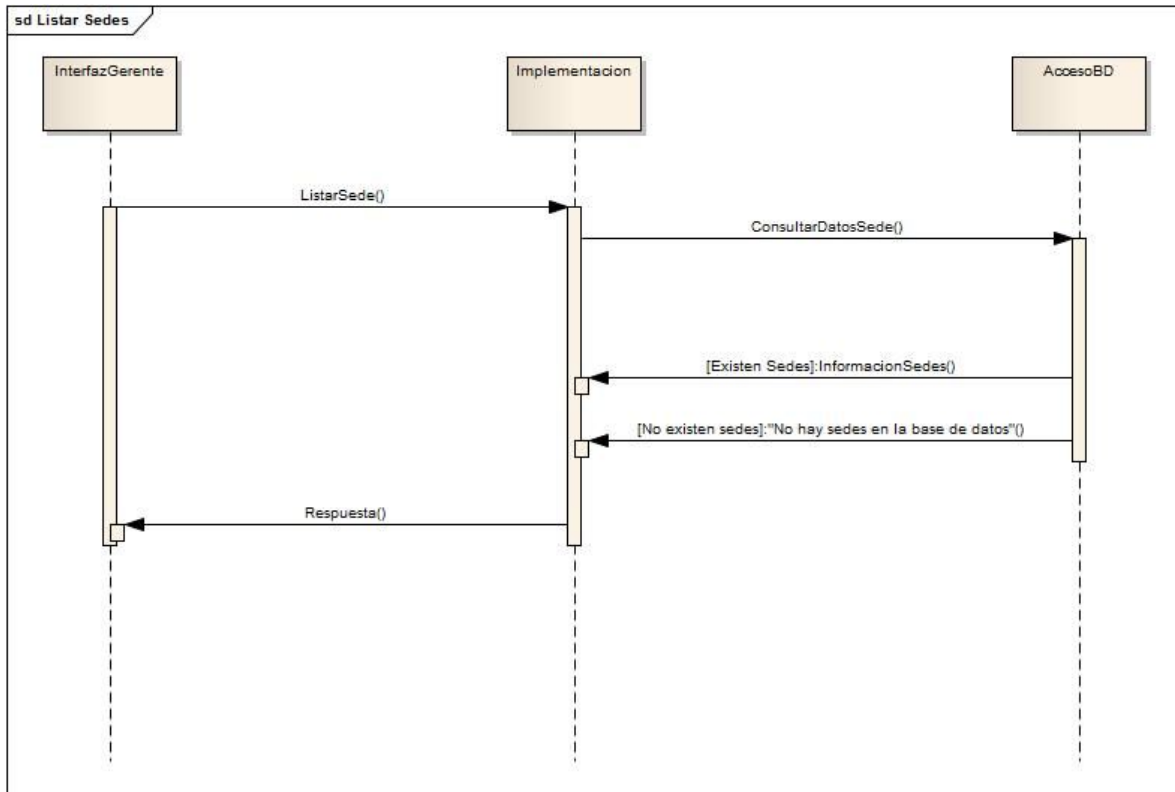 sd Listar Sedes
InterfazGerente
Implementacion
AccesoBD
ListarSede()
ConsultarDatosSede()
[Existen Sedes]:InformacionSedes()
[No existen sedes]:"No hay sedes en la base de datos"()
Respuesta()